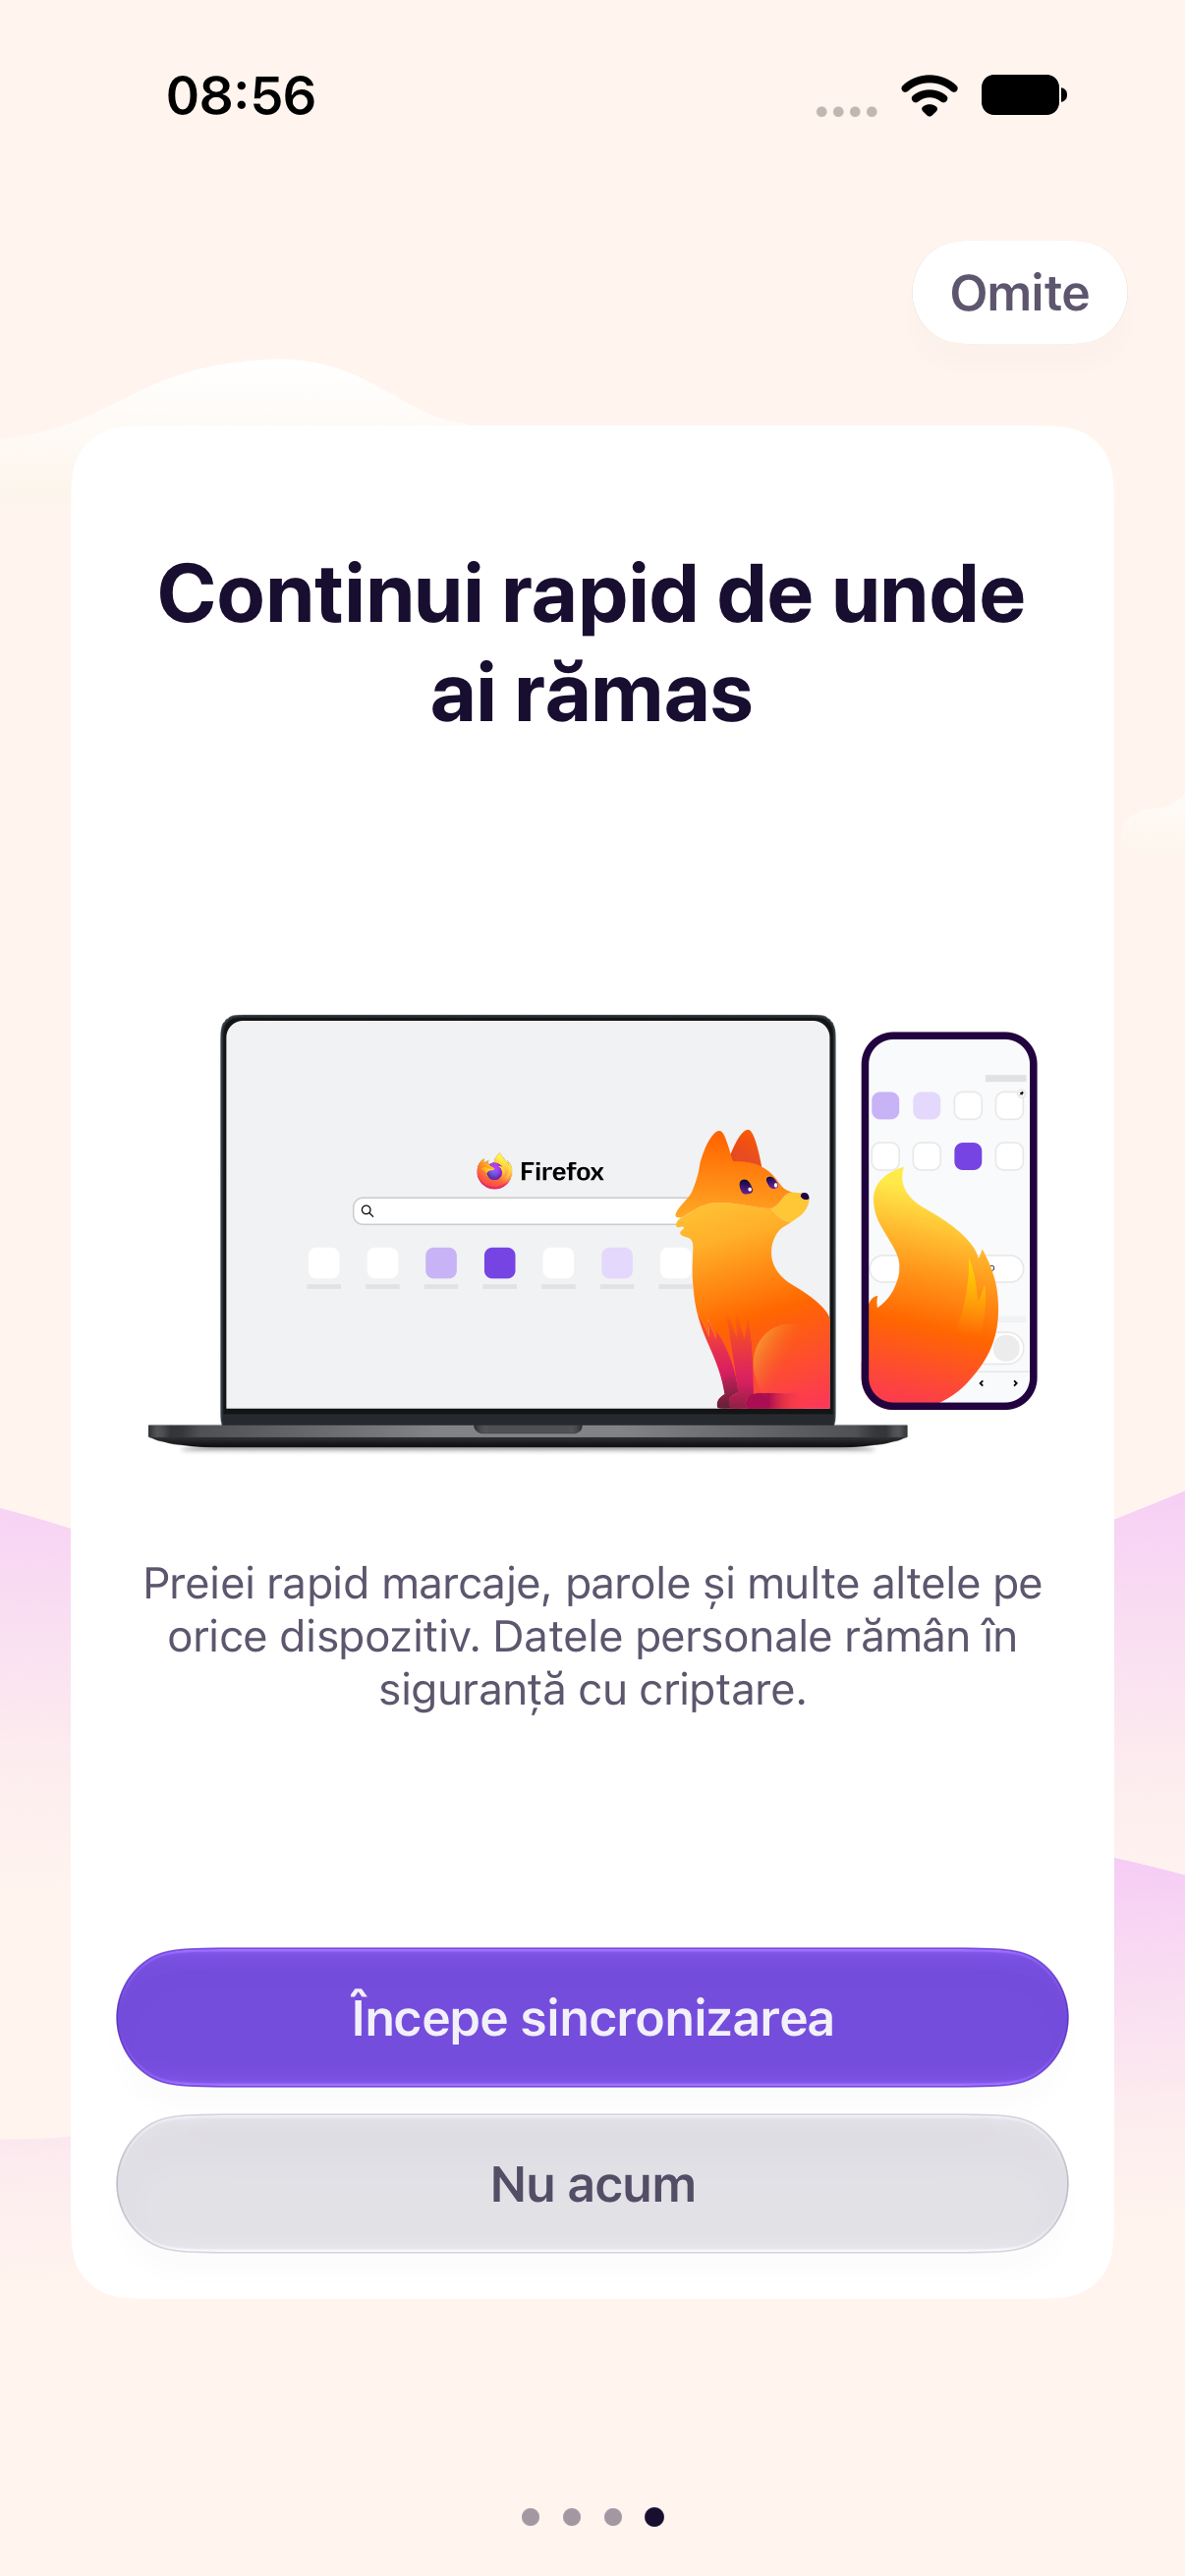 08:56
Omite
Continui rapid de unde
ai rămas
Firefox
Preiei rapid marcaje, parole și multe altele pe
orice dispozitiv. Datele personale rămân în
siguranță cu criptare.
Începe sincronizarea
Nu acum